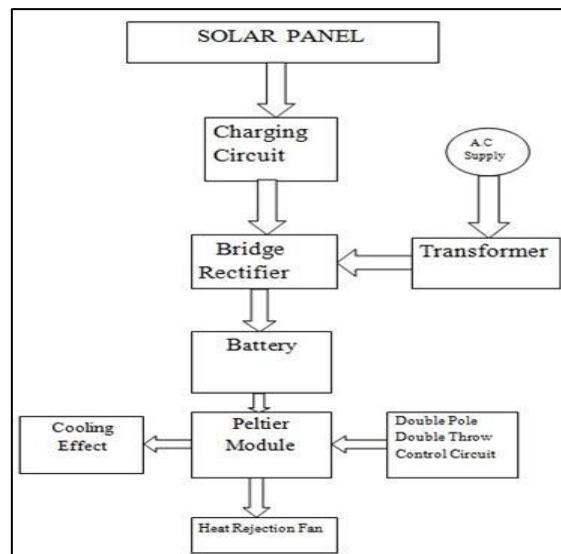 SOLAR PANEL
Charging
Circuit
A.C
Supply
Bridge
Rectifier
Transformer
Battery
Cooling
Effect
Peltier
Module
Double Pole
Double Throw
Control Circuit
Heat Rejection Fan